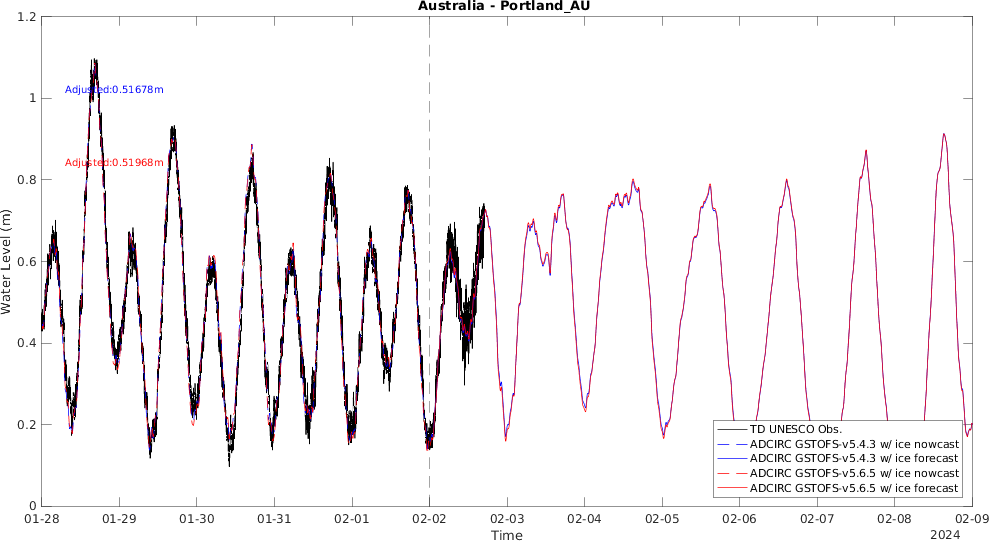 Australia - Portland_AU
1.2
1
0.8
0.6
0.4
0.2
0
Water Level (m)
Adjusted:0.51678m
Adjusted:0.51968m
TD UNESCO Obs.
ADCIRC GSTOFS-v5.4.3 w/ ice nowcast
ADCIRC GSTOFS-v5.4.3 w/ ice forecast
ADCIRC GSTOFS-v5.6.5 w/ ice nowcast
ADCIRC GSTOFS-v5.6.5 w/ ice forecast
01-28 01-29 01-30 01-31 02-01 02-02 02-03 02-04 02-05 02-06 02-07 02-08 02-09
Time
2024